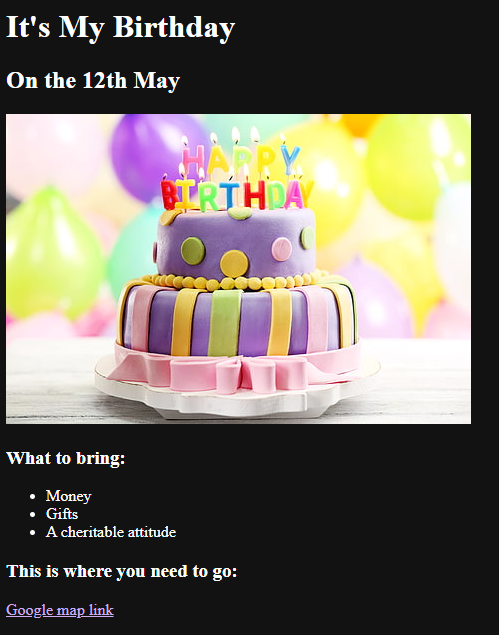 It's My Birthday
On the 12th May
HAPPY
BIRTHDAY
What to bring:
Money
Gifts
A cheritable attitude
This is where you need to go:
Google map link